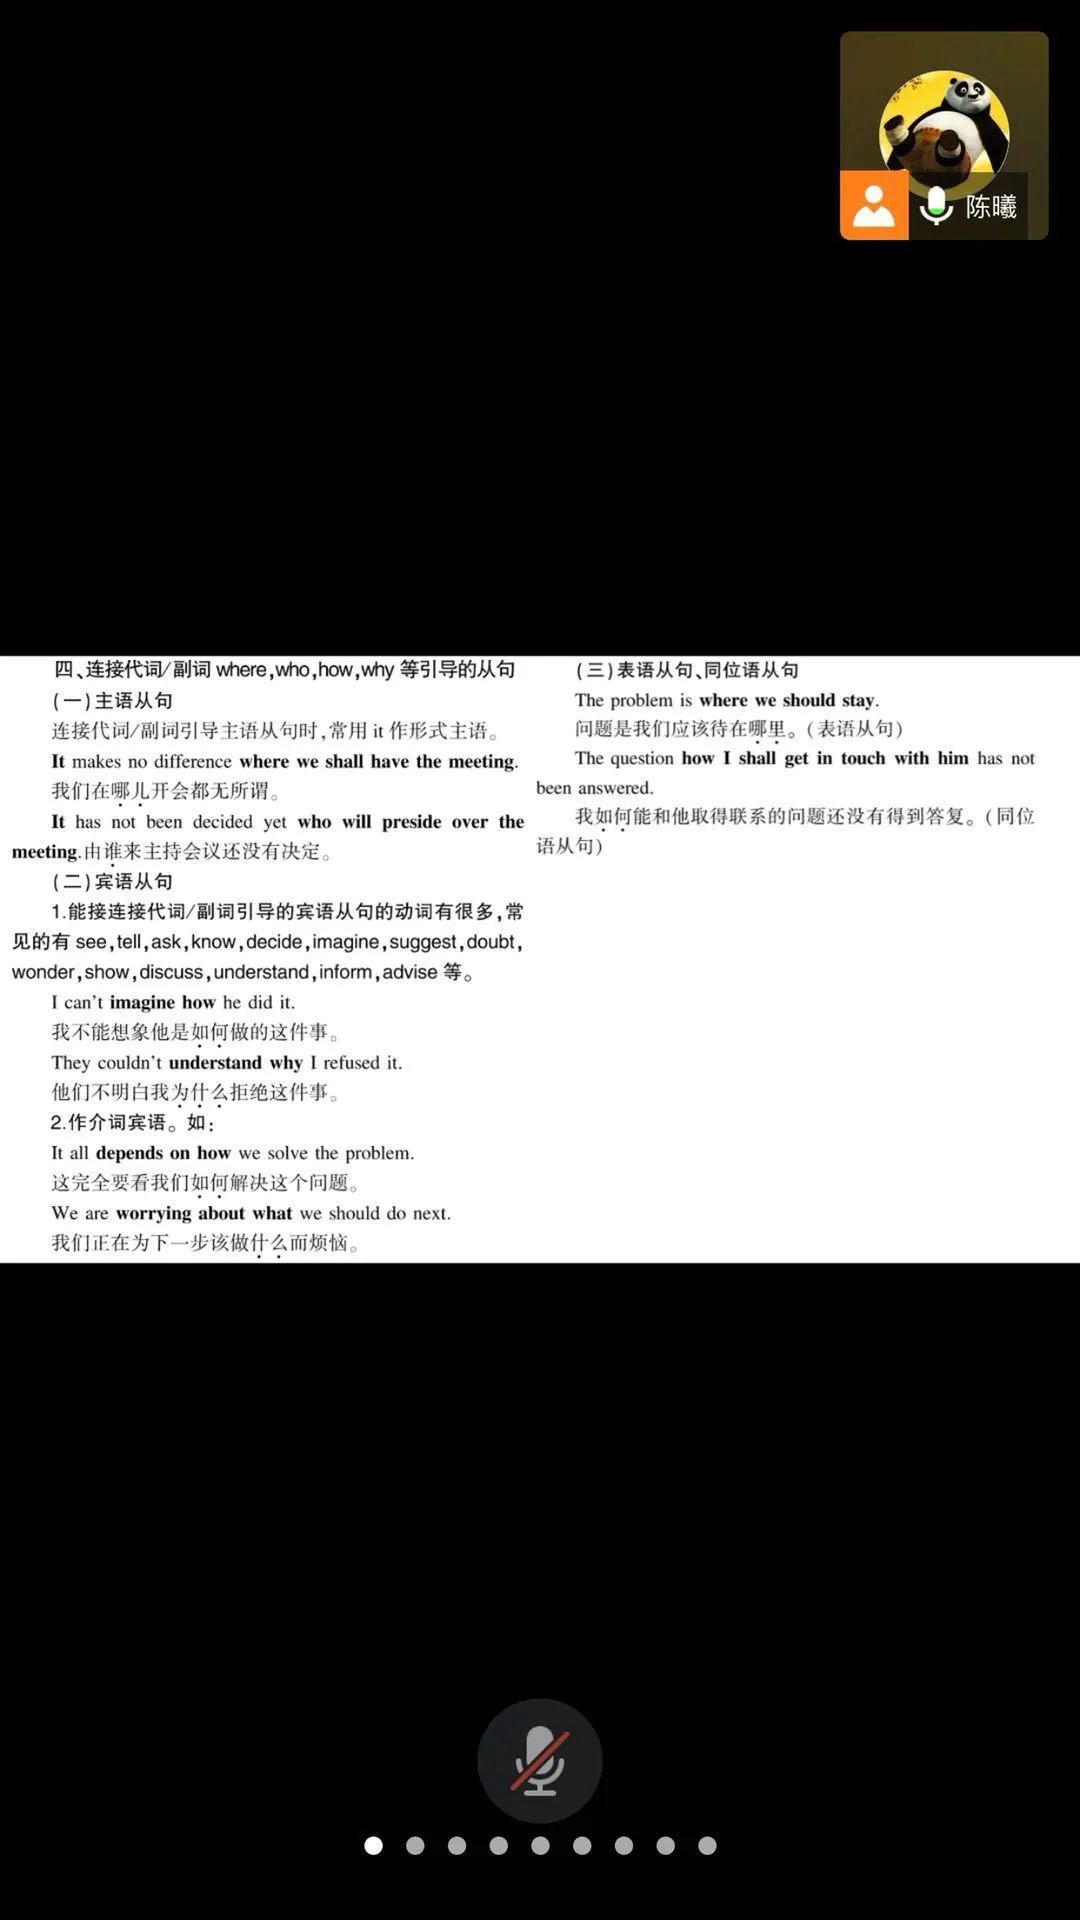 陈曦
四、连接代词/副词 where,who,how,why 等引导的从句
(一)主语从句
连接代词/副词引导主语从句时,常用 it 作形式主语。
It makes no difference where we shall have the meeting.
我们在哪儿开会都无所谓。
It has not been decided yet who will preside over the
meeting.由谁来主持会议还没有决定。
(二)宾语从句
1.能接连接代词/副词引导的宾语从句的动词有很多,常
见的有 see,tell,ask,know,decide,imagine,suggest,doubt,
wonder,show,discuss,understand,inform,advise 等。
I can't imagine how he did it.
我不能想象他是如何做的这件事。
They couldn't understand why I refused it.
他们不明白我为什么拒绝这件事。
2.作介词宾语。如:
It all depends on how we solve the problem.
这完全要看我们如何解决这个问题。
We are worrying about what we should do next.
我们正在为下一步该做什么而烦恼。
(三)表语从句、同位语从句
The problem is where we should stay.
问题是我们应该待在哪里。(表语从句)
The question how I shall get in touch with him has not
been answered.
我如何能和他取得联系的问题还没有得到答复。(同位
语从句)